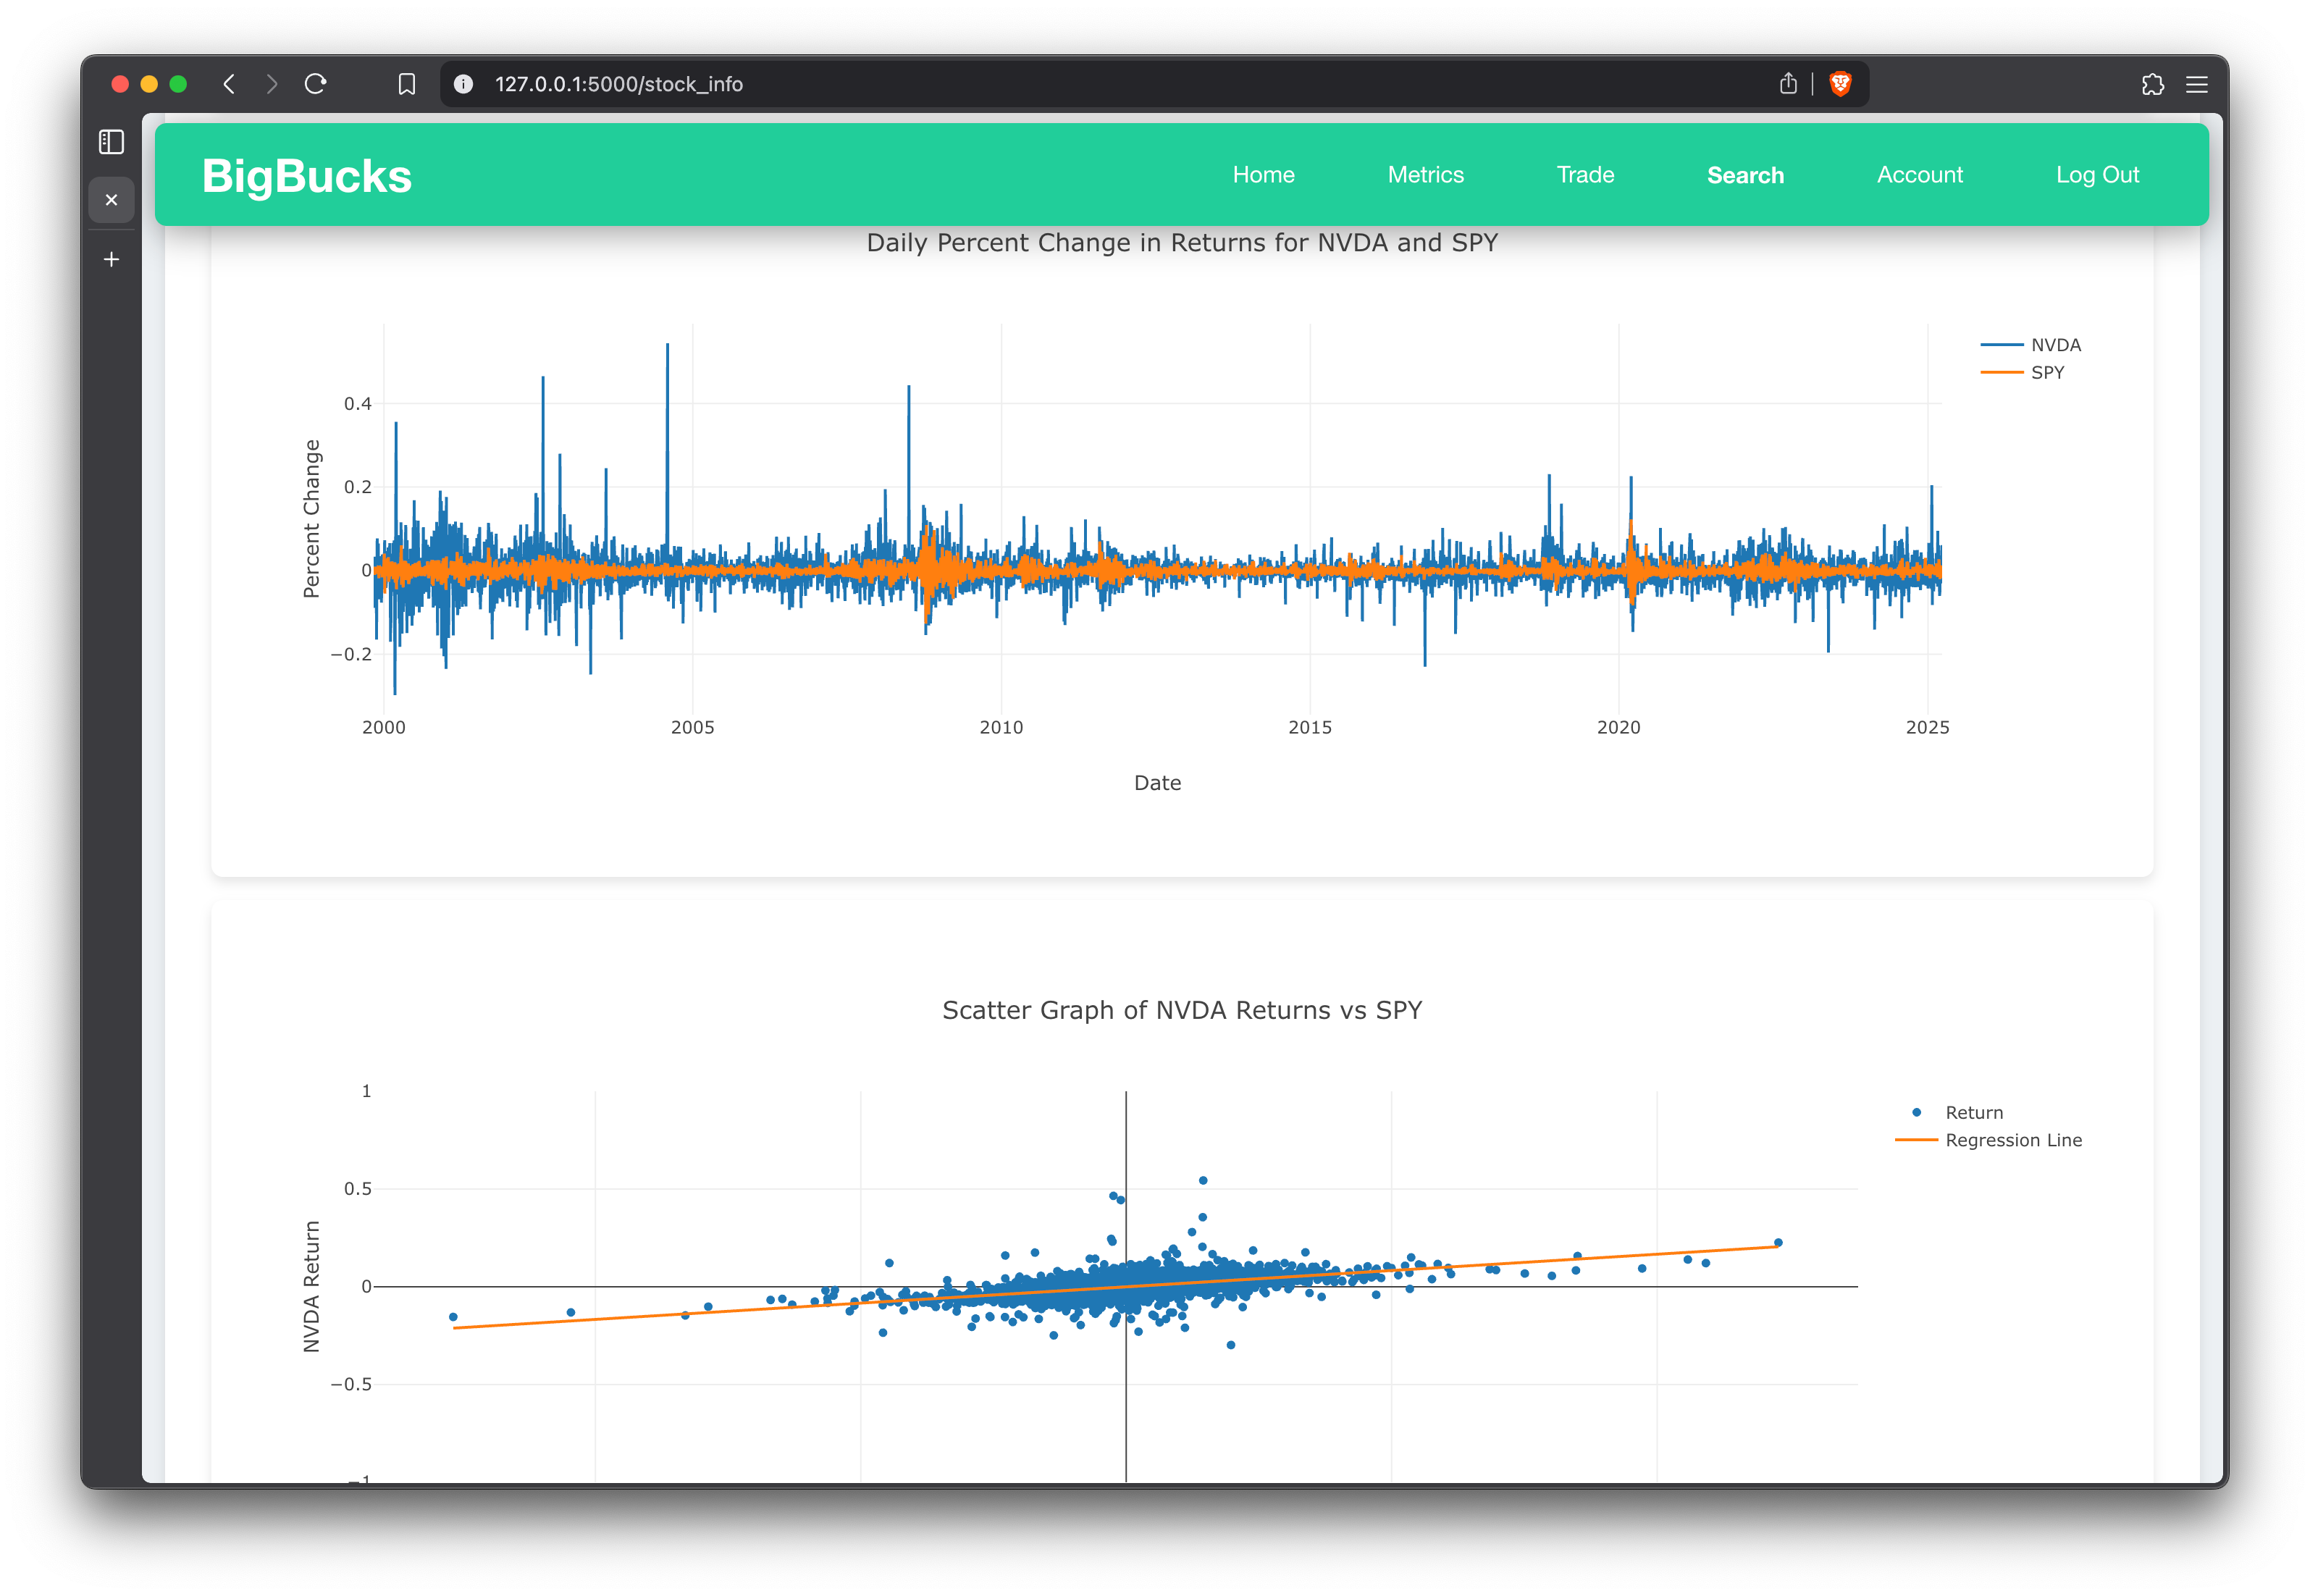 127.0.0.1:5000/stock_info
BigBucks
Home
Metrics
Trade
Search
Account
Log Out
Daily Percent Change in Returns for NVDA and SPY
NVDA
SPY
Percent Change
0.4
0.2
0
−0.2
2000
2005
2010
2015
2020
2025
Date
Scatter Graph of NVDA Returns vs SPY
Return
Regression Line
NVDA Return
1
0.5
0
−0.5
−1